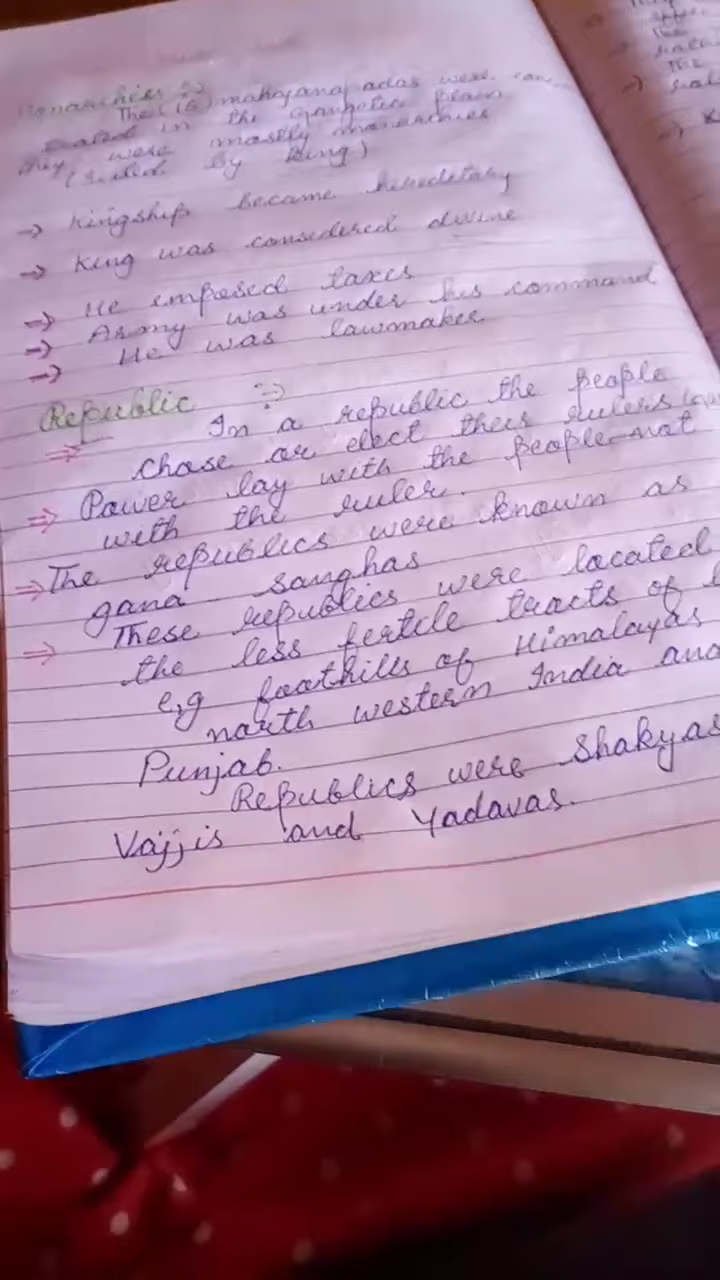 Monarchies :-
The (16) mahajanapadas were
in the Gangetic Plain
they were mostly monarchies
(ruled by king)
→ Kingship became hereditary
→ King was considered divine
→ He imposed taxes
→ Army was under his command
→ He was lawmaker
Republic :-
⇒ In a republic the people
chose or elect their rulers
⇒ Power lay with the people not
with the ruler.
⇒ The republics were known as
gana sanghas
⇒ These republics were located
the less fertile tracts of
e,g foothills of Himalayas
north western India and
Punjab.
Republics were Shakyas
Vajjis and Yadavas.